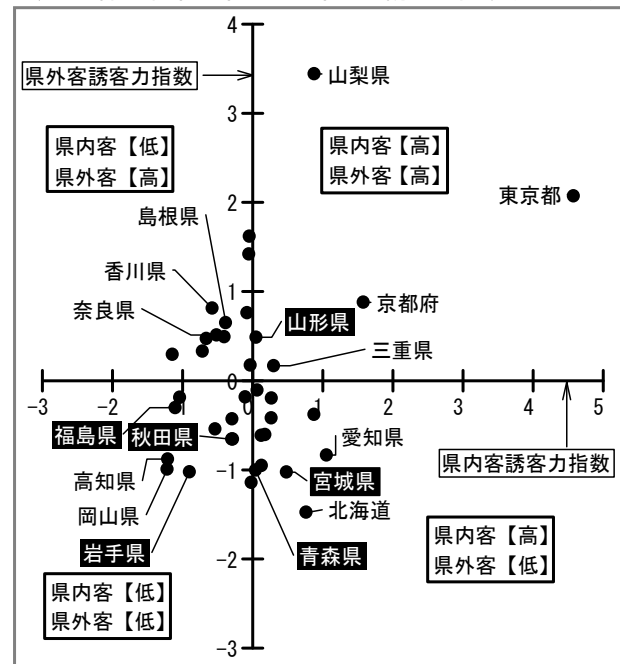 4
県外客誘客力指数
山梨県
3
県内客【低】
県外客【高】
県内客【高】
県外客【高】
東京都
島根県
2
香川県
1
京都府
奈良県
山形県
三重県
0
-3
-2
-1
0
1
2
3
4
5
福島県
秋田県
愛知県
県内客誘客力指数
高知県
-1
宮城県
岡山県
北海道
岩手県
青森県
県内客【高】
県外客【低】
県内客【低】
県外客【低】
-2
-3